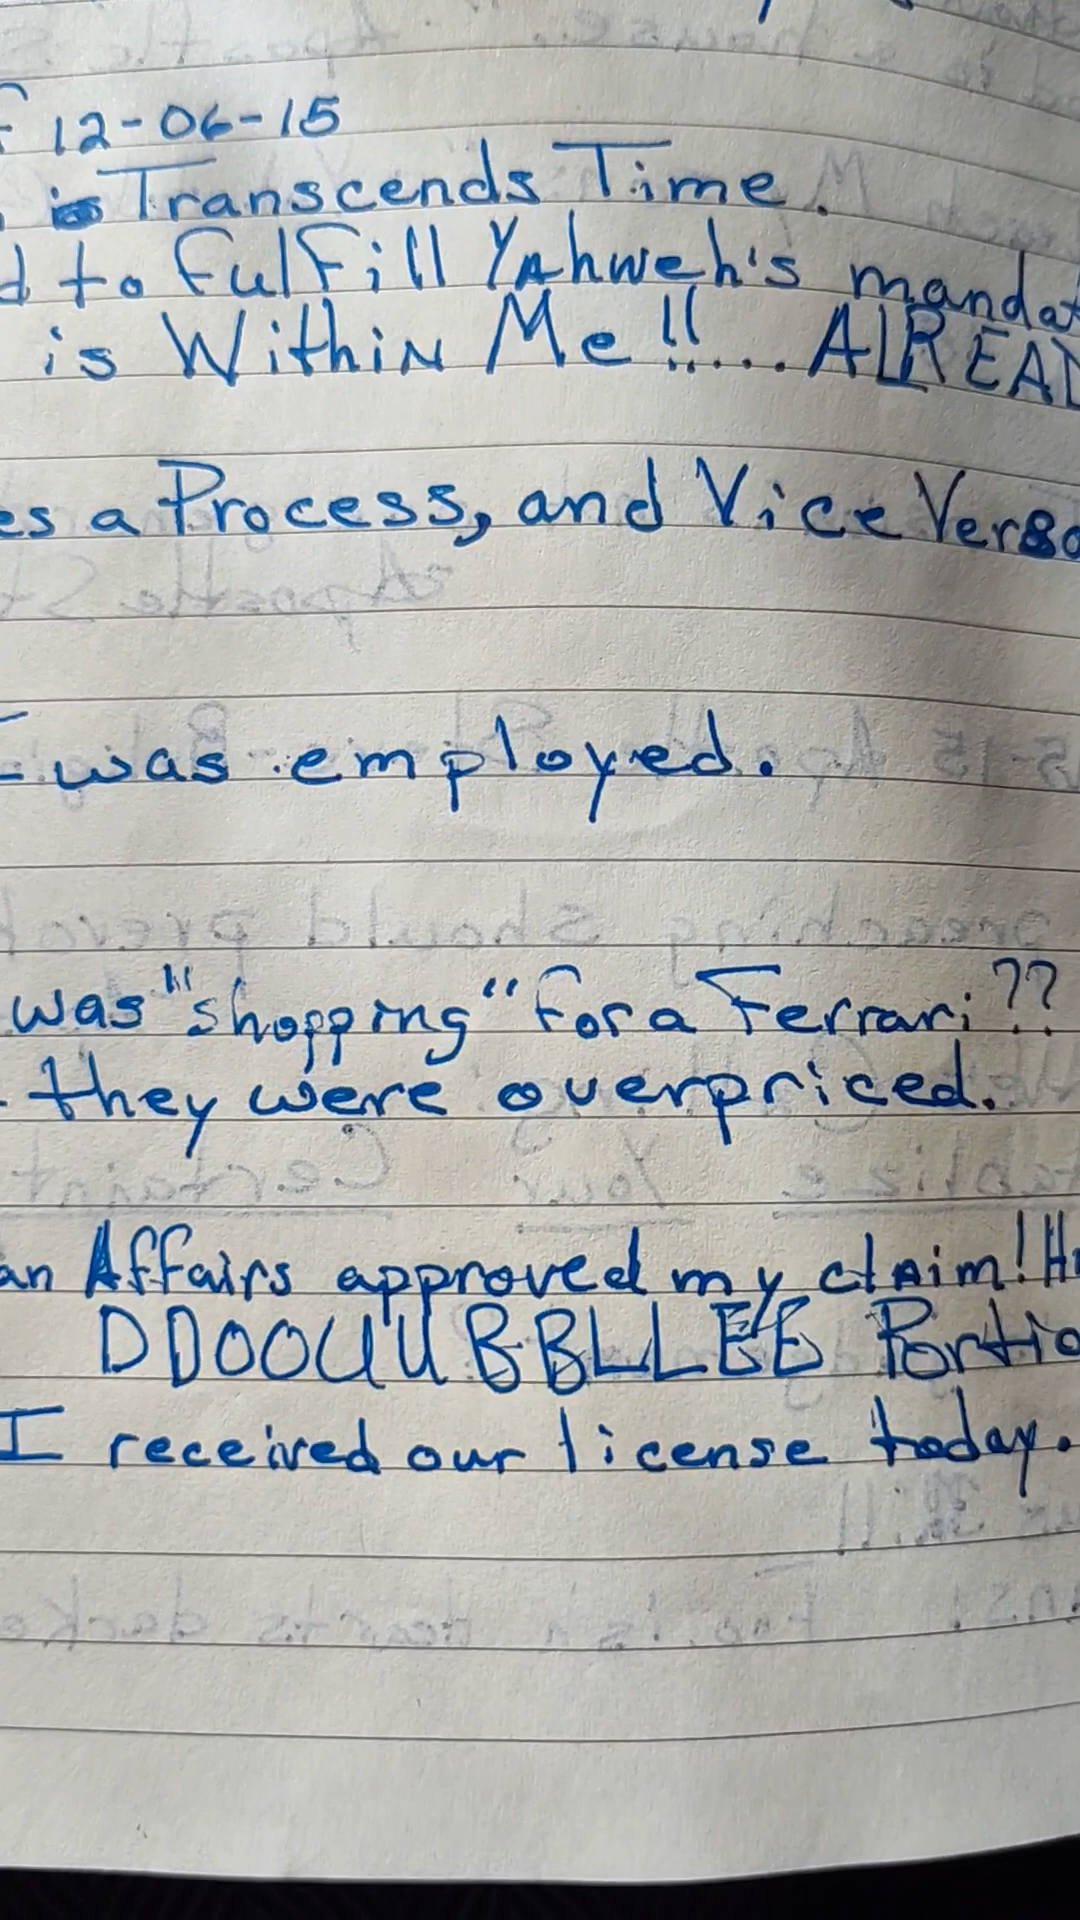 12-06-15
Transcends Time.
d to fulfill Yahweh's mandat
is Within Me!!.... AlREAD
es a Process, and Vice Versa
I was employed.
was "shopping" for a Ferrari??
they were overpriced.
an Affairs approved my claim! H
DDOOUUBBLLEE Portio
I received our license today.